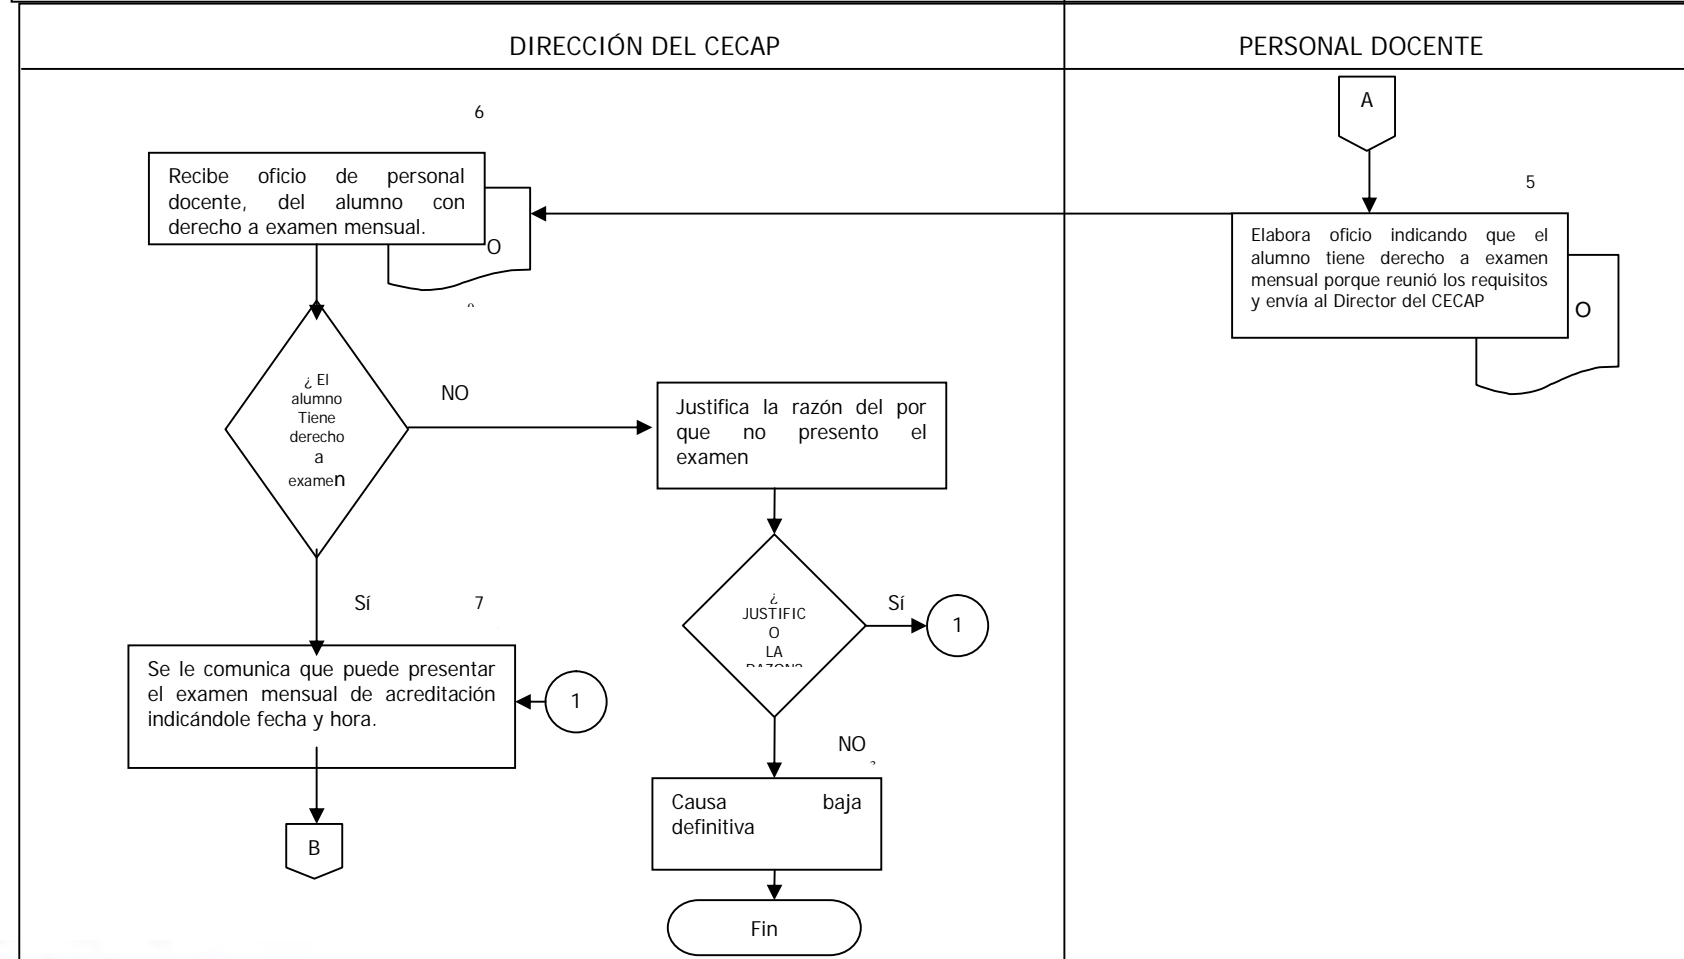 DIRECCIÓN DEL CECAP
PERSONAL DOCENTE
A
6
5
Recibe oficio de personal
docente, del alumno con
derecho a examen mensual.
O
Elabora oficio indicando que el
alumno tiene derecho a examen
mensual porque reunió los requisitos
y envía al Director del CECAP
O
¿ El
alumno
Tiene
derecho
a
examen
NO
Justifica la razón del por
que no presento el
examen
Sí
7
¿
JUSTIFIC
O
LA
Sí
1
Se le comunica que puede presentar
el examen mensual de acreditación
indicándole fecha y hora.
1
NO
B
Causa baja
definitiva
Fin